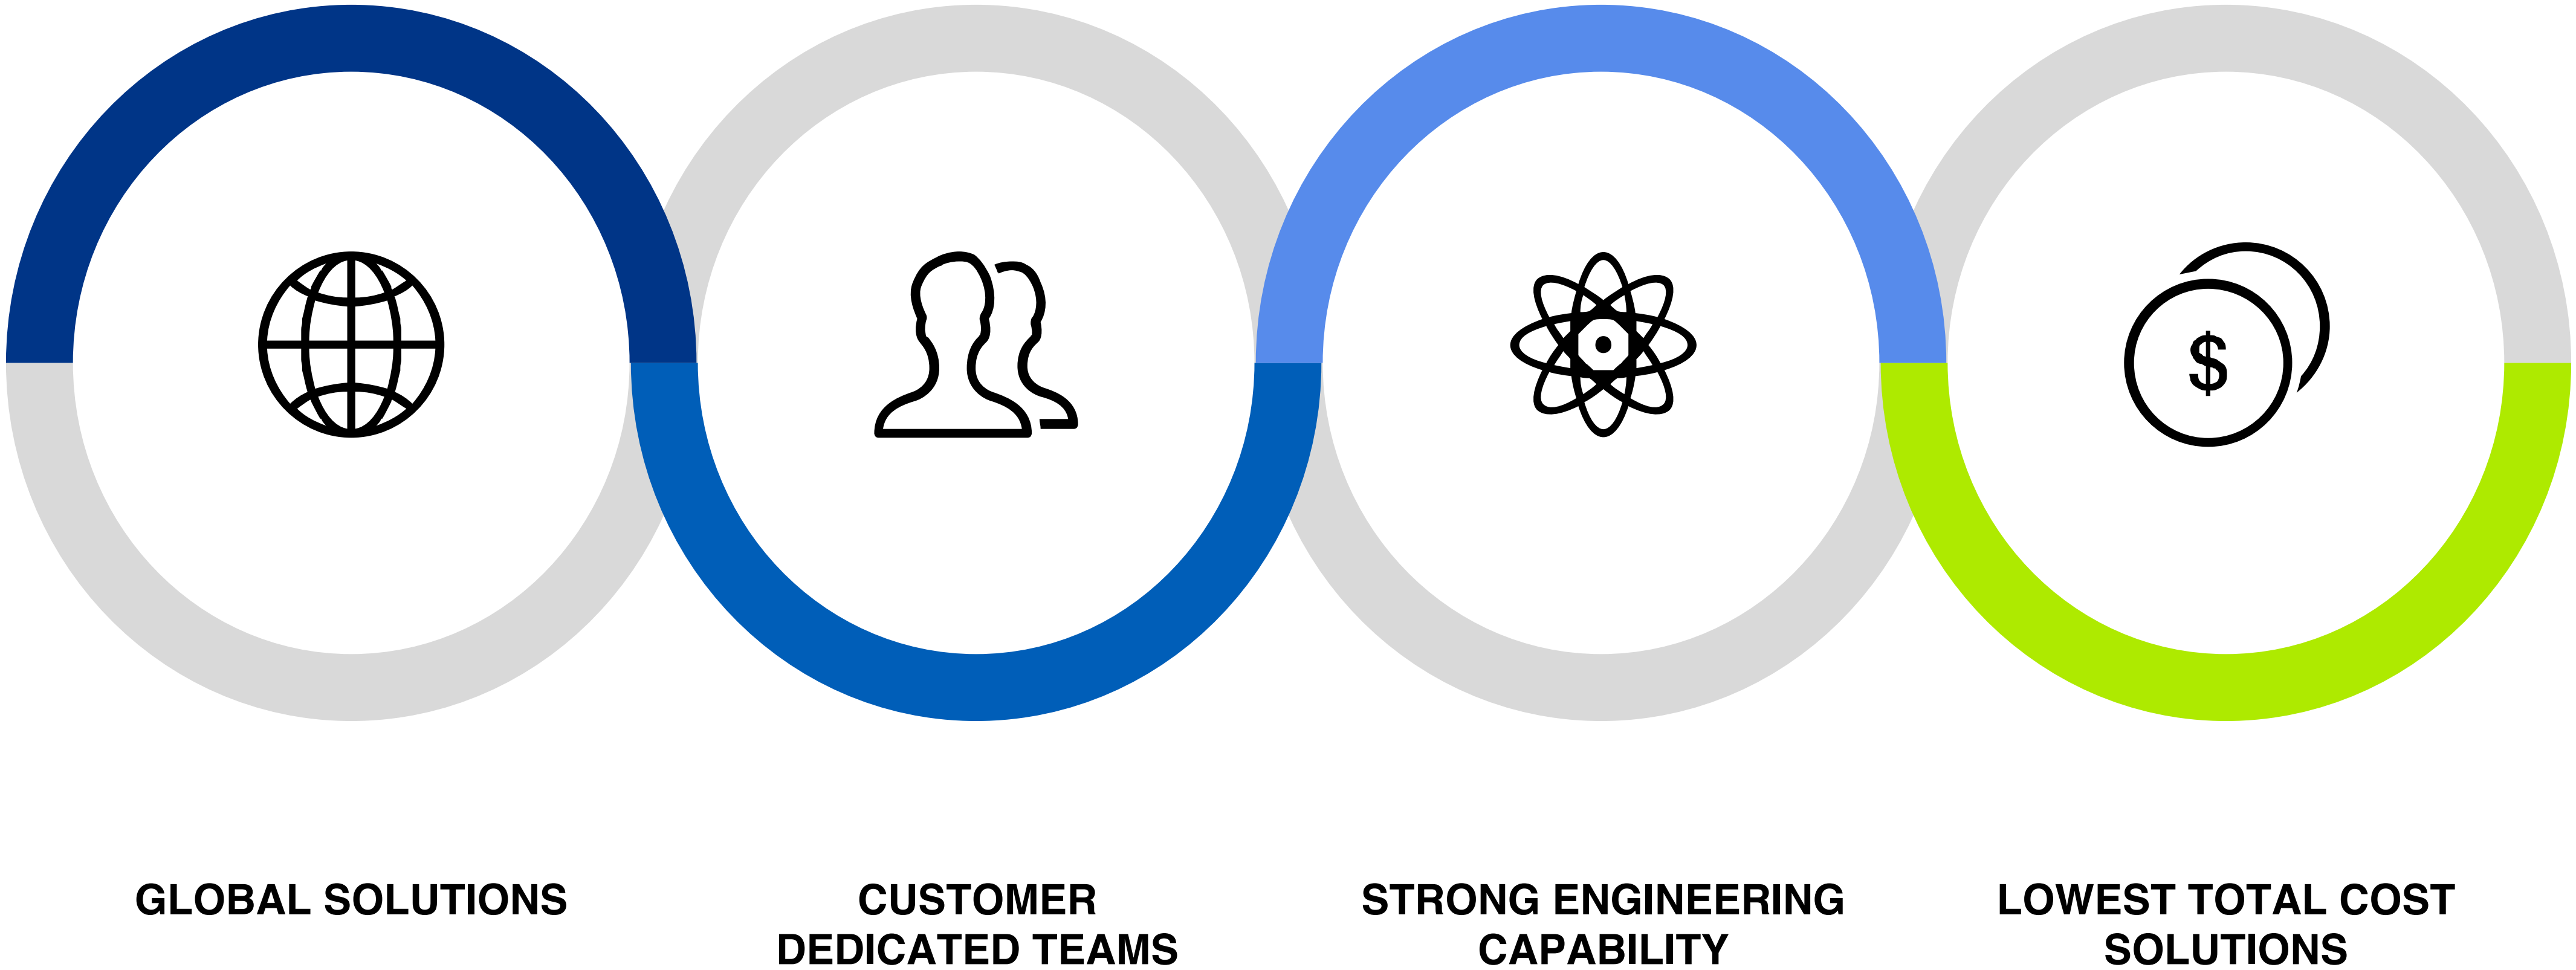 $
GLOBAL SOLUTIONS
CUSTOMER
DEDICATED TEAMS
STRONG ENGINEERING
CAPABILITY
LOWEST TOTAL COST
SOLUTIONS